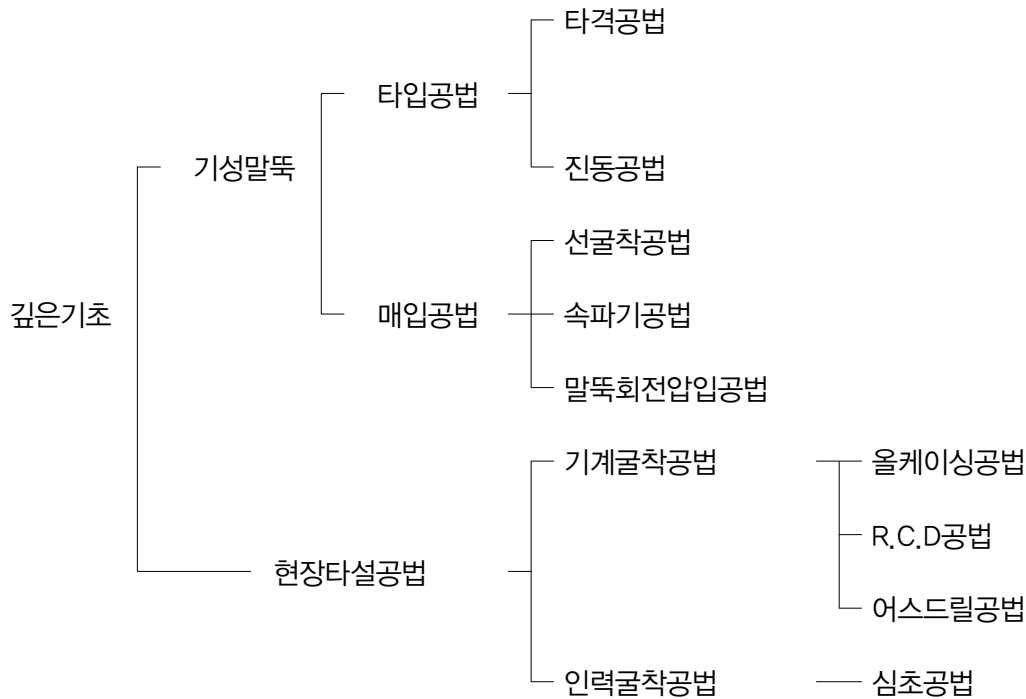 타격공법
타입공법
진동공법
기성말뚝
선굴착공법
매입공법
속파기공법
말뚝회전압입공법
깊은기초
기계굴착공법
올케이싱공법
R.C.D공법
현장타설공법
어스드릴공법
인력굴착공법
심초공법